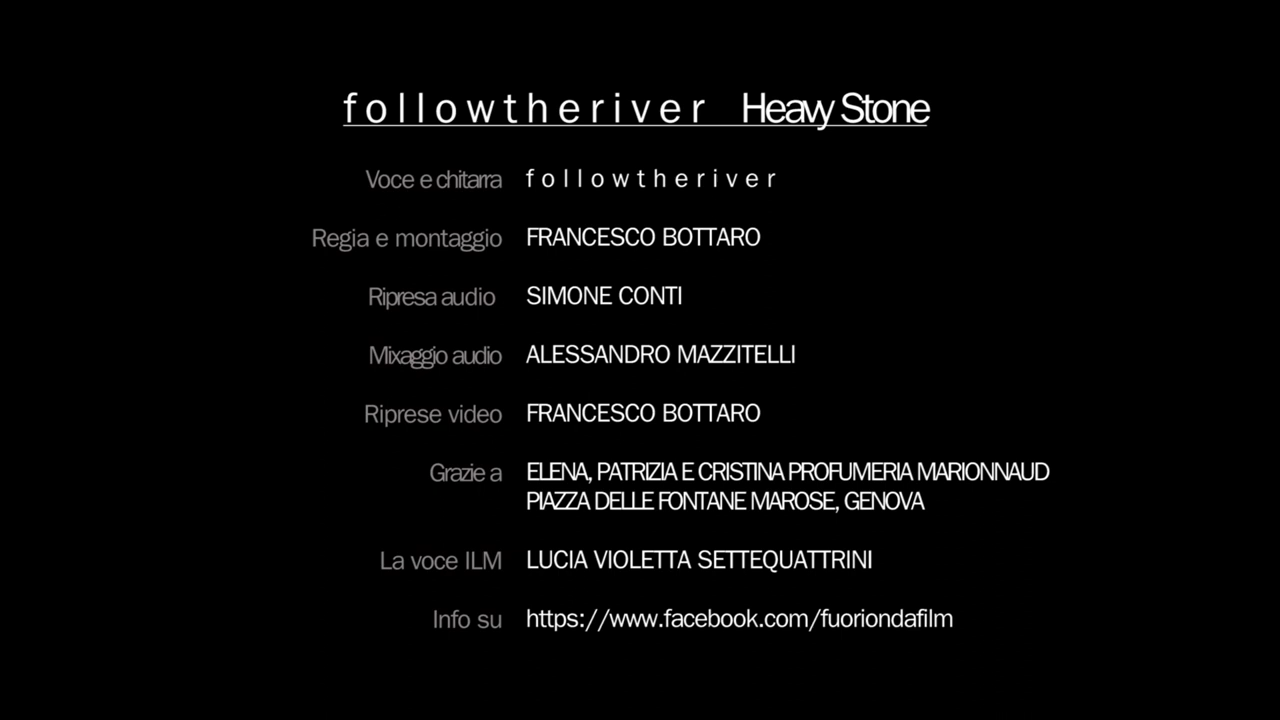 followtheriver Heavy Stone
Voce e chitarra followtheriver
Regia e montaggio FRANCESCO BOTTARO
Ripresa audio SIMONE CONTI
Mixaggio audio ALESSANDRO MAZZITELLI
Riprese video FRANCESCO BOTTARO
Grazie a ELENA, PATRIZIA E CRISTINA PROFUMERIA MARIONNAUD
PIAZZA DELLE FONTANE MAROSE, GENOVA
La voce ILM LUCIA VIOLETTA SETTEQUATTRINI
Info su https://www.facebook.com/fuoriondafilm